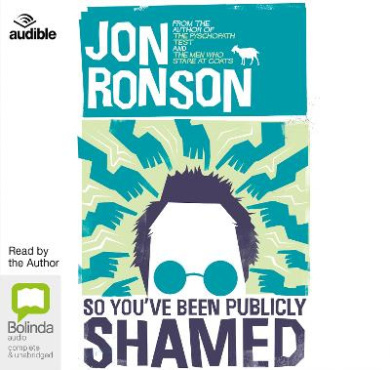 audible
JON
RONSON
FROM THE
AUTHOR OF
'THE PYSCHOPATH
TEST'
AND
'THE MEN WHO
STARE AT GOATS'
Read by
the Author
Bolinda
audio
complete
& unabridged
SO YOU'VE BEEN PUBLICLY
SHAMED